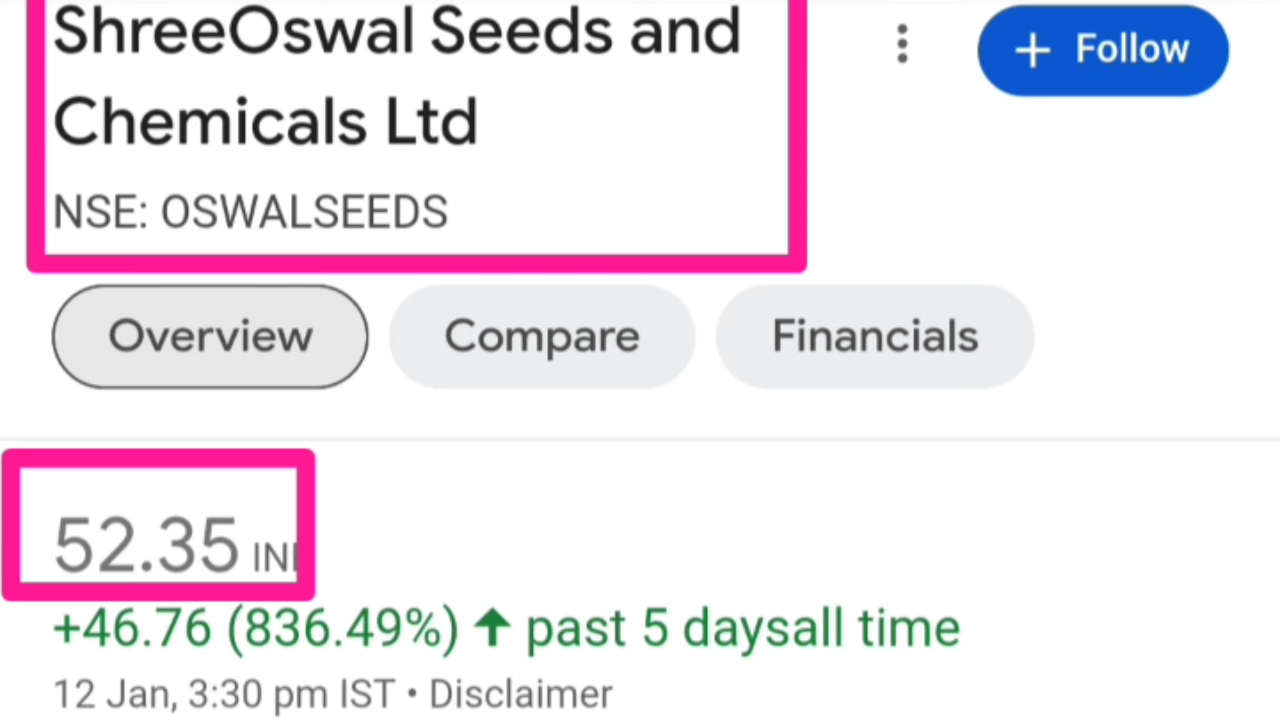 ShreeOswal Seeds and
Chemicals Ltd
+ Follow
NSE: OSWALSEEDS
Overview Compare Financials
52.35
+46.76 (836.49%) ↑ past 5 daysall time
12 Jan, 3:30 pm IST • Disclaimer